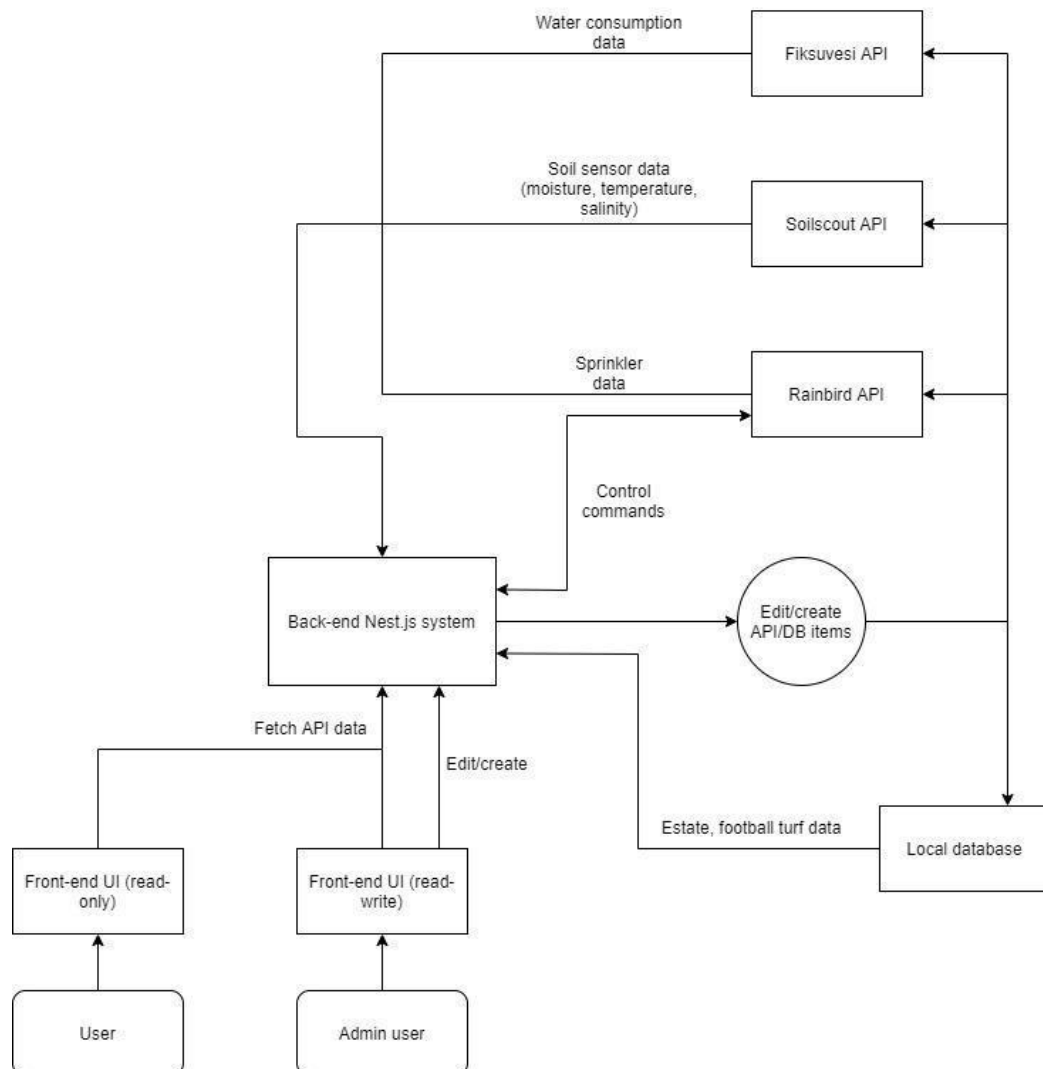 Water consumption
data
Fiksuvesi API
Soil sensor data
(moisture, temperature,
salinity)
Soilscout API
Sprinkler
data
Rainbird API
Control
commands
Back-end Nest.js system
Edit/create
API/DB items
Fetch API data
Edit/create
Estate, football turf data
Local database
Front-end UI (read-
only)
Front-end UI (read-
write)
User
Admin user